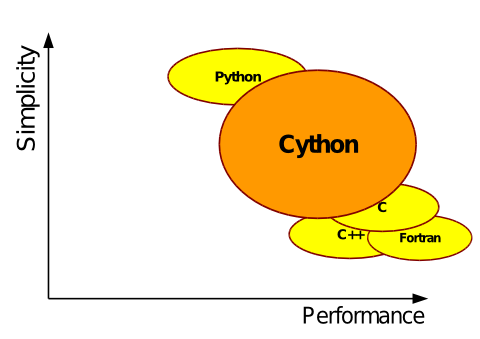 Simplicity
Python
Cython
C
C++
Fortran
Performance